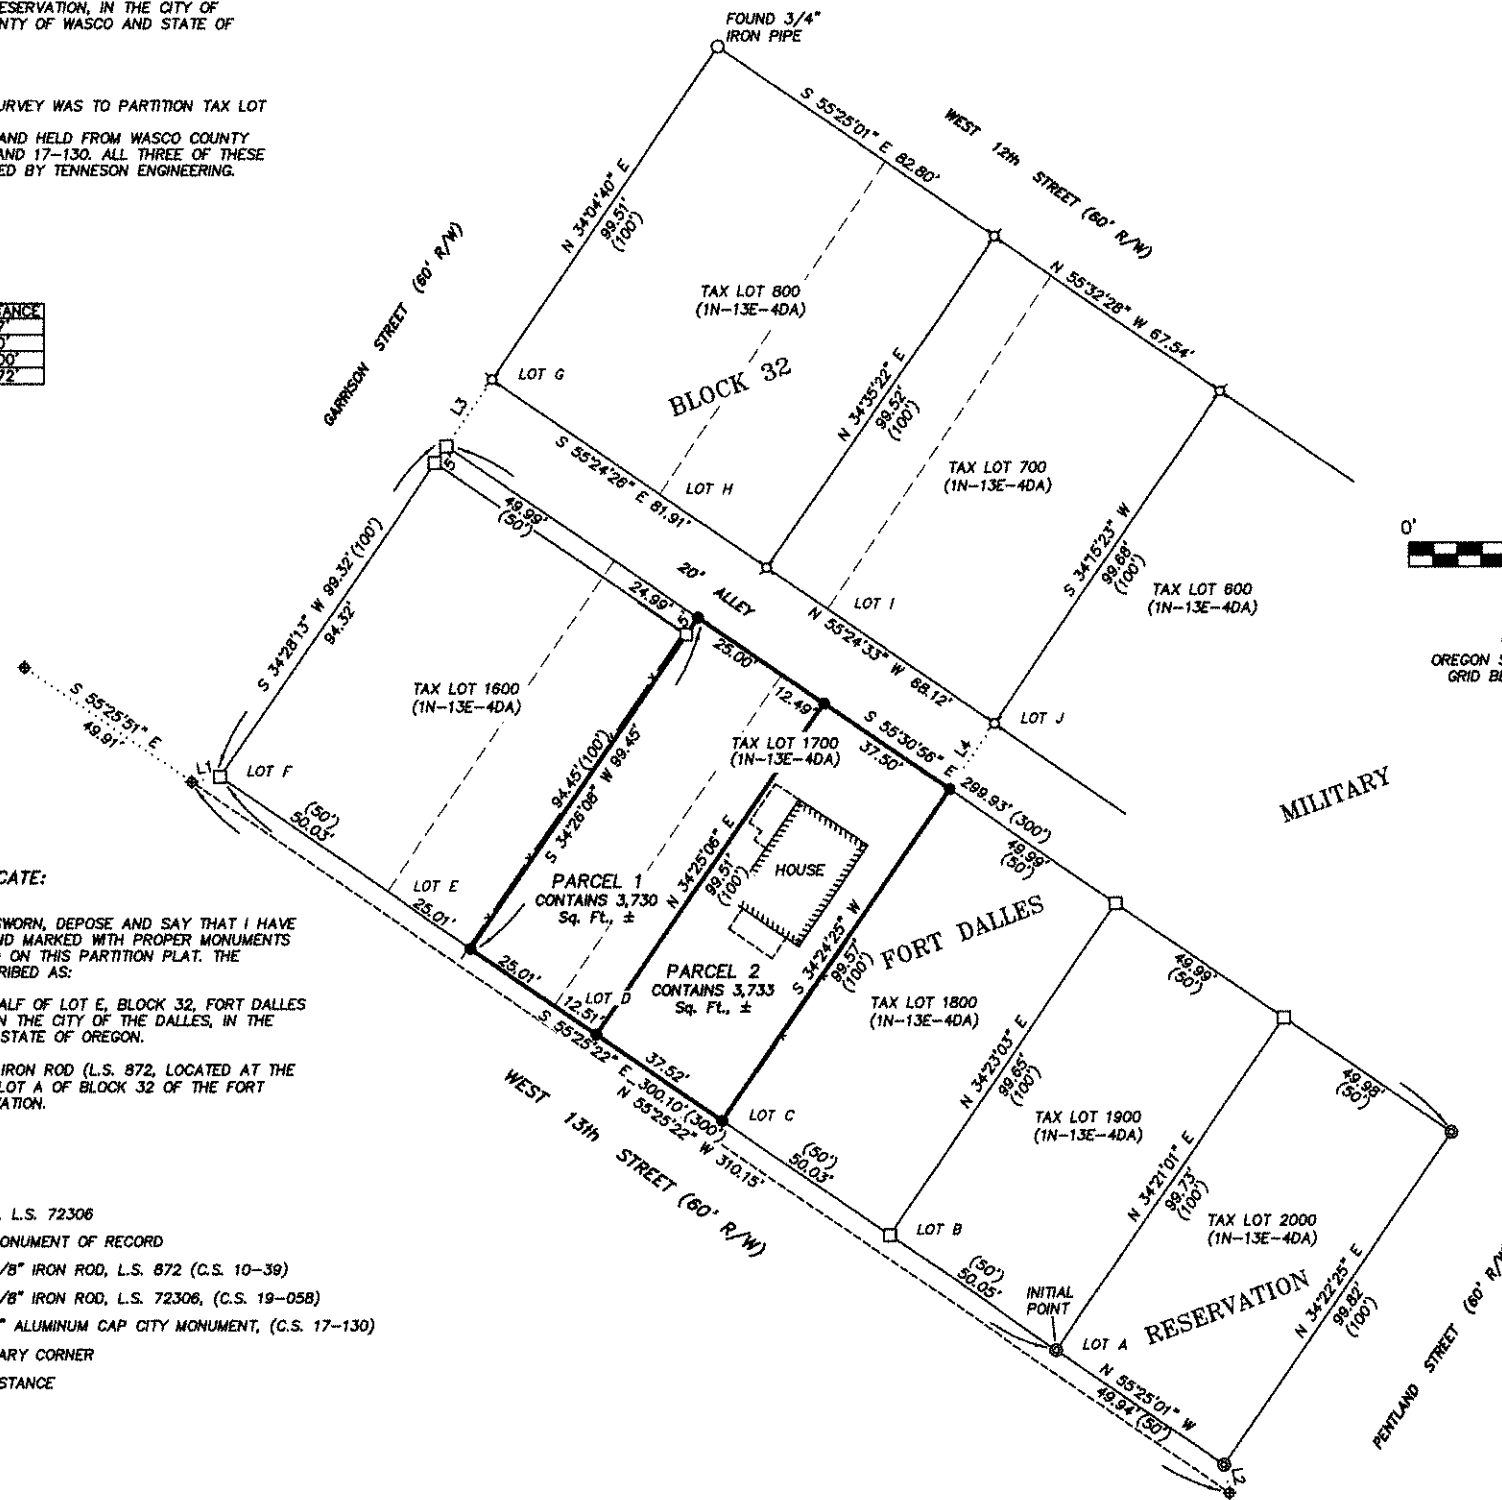 ESERVATION, IN THE CITY OF
NTY OF WASCO AND STATE OF
URVEY WAS TO PARTITION TAX LOT
AND HELD FROM WASCO COUNTY
AND 17-130. ALL THREE OF THESE
ED BY TENNESON ENGINEERING.
FOUND 3/4"
IRON PIPE
S 55°25'01" E 82.80'
WEST 12th STREET (60' R/W)
N 34°04'40" E
99.51'
(100')
GARRISON STREET (60' R/W)
TAX LOT 800
(1N-13E-4DA)
N 55°32'28" W 67.54'
BLOCK 32
LOT G
L3
N 34°35'22" E
99.52'
(100')
S 55°24'26" E 81.91'
LOT H
TAX LOT 700
(1N-13E-4DA)
S 34°15'23" W
99.68'
(100')
TAX LOT 600
(1N-13E-4DA)
0'
OREGON S
GRID BE
5'
49.99'
(50')
20' ALLEY
24.99'
5'
25.00'
LOT I
N 55°24'33" W 68.12'
LOT J
L4
S 34°28'13" W 99.32' (100')
94.32'
S 55°25'51" E
49.91'
L1
LOT F
TAX LOT 1600
(1N-13E-4DA)
12.49'
TAX LOT 1700
(1N-13E-4DA)
37.50'
S 55°30'56" E 299.93' (300')
94.45' (100')
S 34°26'08" W 99.45'
MILITARY
(50')
50.03'
LOT E
25.01'
N 34°25'06" E
99.51'
(100')
HOUSE
49.99'
(50')
PARCEL 1
CONTAINS 3,730
Sq. Ft., ±
S 34°24'25" W
99.57'
(100')
FORT DALLES
PARCEL 2
CONTAINS 3,733
Sq. Ft., ±
25.01'
LOT D
12.51'
TAX LOT 1800
(1N-13E-4DA)
49.99'
(50')
S 55°25'22" E 300.10' (300')
N 55°25'22" W 310.15'
37.52'
LOT C
WEST 13th STREET (60' R/W)
N 34°23'03" E
99.65'
(100')
TAX LOT 1900
(1N-13E-4DA)
49.98'
(50')
(50')
50.03'
LOT B
N 34°21'01" E
99.73'
(100')
TAX LOT 2000
(1N-13E-4DA)
(50')
50.05'
INITIAL
POINT
LOT A
RESERVATION
N 34°22'25" E
99.82'
(100')
N 55°25'01" W
49.94' (50')
L2
PENTLAND STREET (60' R/W
CATE:
SWORN, DEPOSE AND SAY THAT I HAVE
ND MARKED WITH PROPER MONUMENTS
ON THIS PARTITION PLAT. THE
RIBED AS:
ALF OF LOT E, BLOCK 32, FORT DALLES
N THE CITY OF THE DALLES, IN THE
STATE OF OREGON.
IRON ROD (L.S. 872, LOCATED AT THE
LOT A OF BLOCK 32 OF THE FORT
ATION.
L.S. 72306
ONUMENT OF RECORD
/8" IRON ROD, L.S. 872 (C.S. 10-39)
/8" IRON ROD, L.S. 72306, (C.S. 19-058)
" ALUMINUM CAP CITY MONUMENT, (C.S. 17-130)
ARY CORNER
STANCE